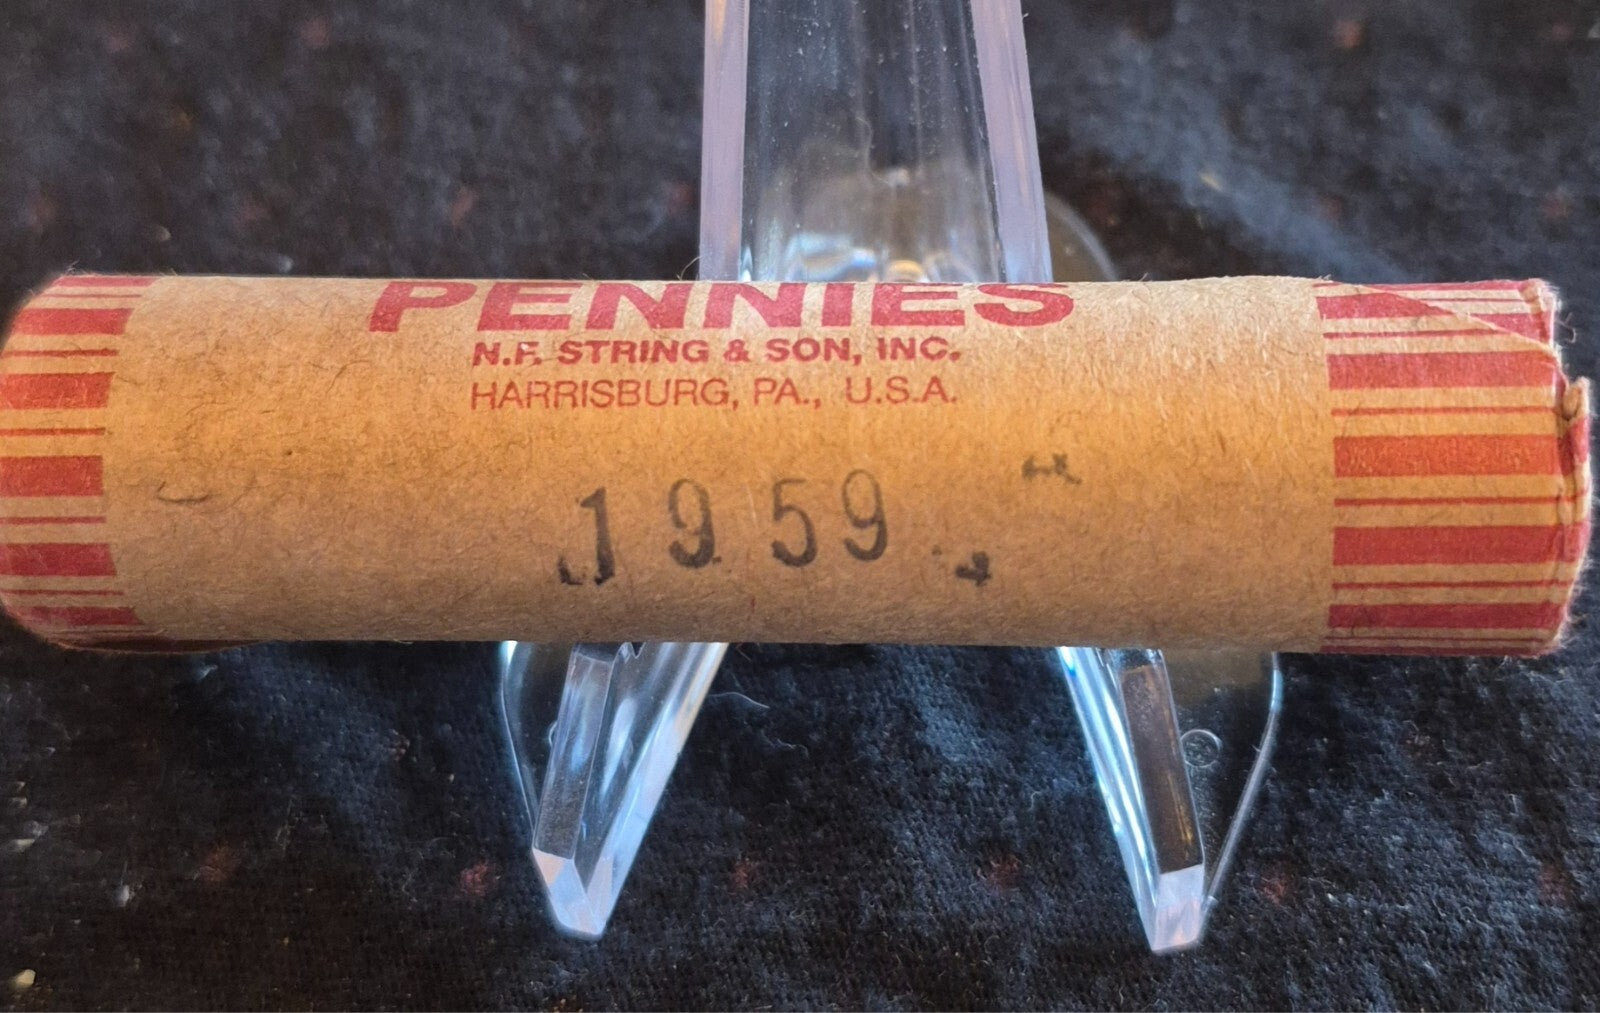 PENNIES
N.F. STRING & SON, INC.
HARRISBURG, PA., U.S.A.
1959